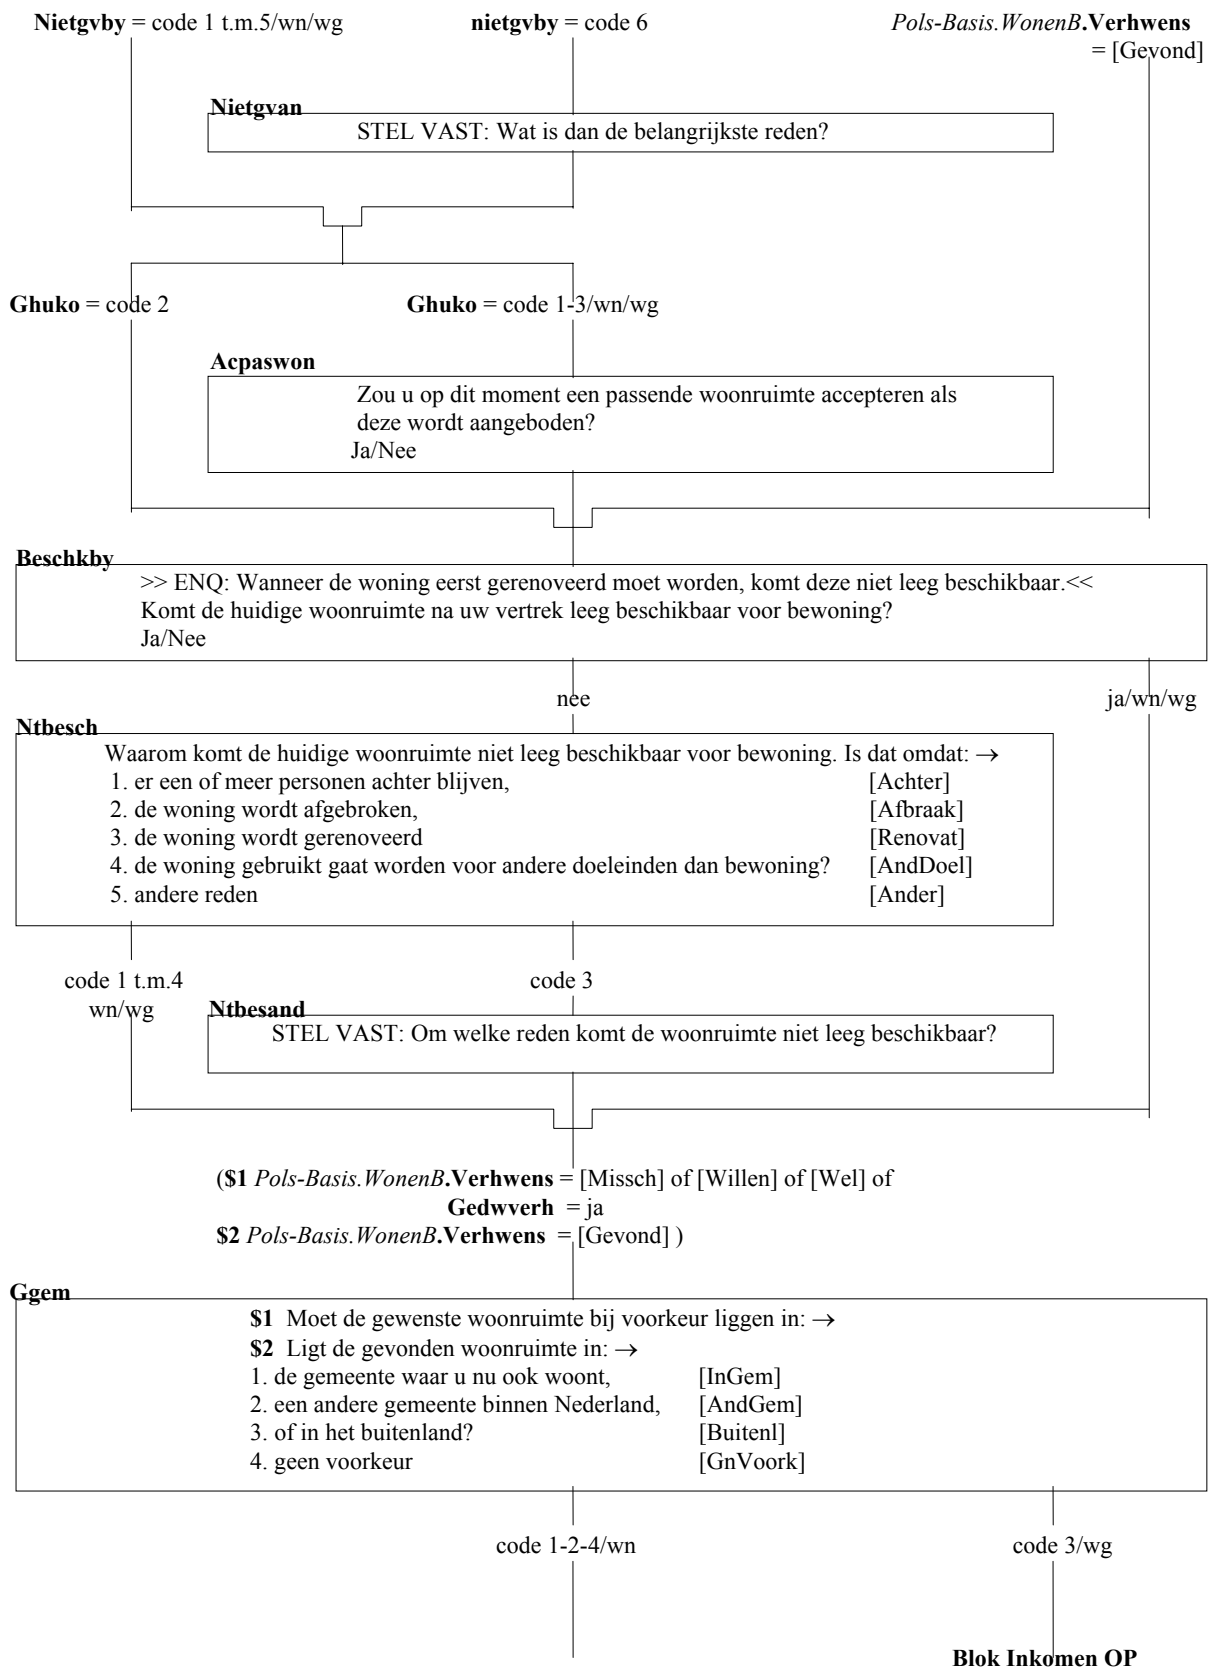 Nietgvby = code 1 t.m.5/wn/wg nietgvby = code 6 Pols-Basis.WonenB.Verhwens
= [Gevond]
Nietgvan
STEL VAST: Wat is dan de belangrijkste reden?
Ghuko = code 2 Ghuko = code 1-3/wn/wg
Acpaswon
Zou u op dit moment een passende woonruimte accepteren als
deze wordt aangeboden?
Ja/Nee
Beschkby
>> ENQ: Wanneer de woning eerst gerenoveerd moet worden, komt deze niet leeg beschikbaar.<<
Komt de huidige woonruimte na uw vertrek leeg beschikbaar voor bewoning?
Ja/Nee
nee ja/wn/wg
Ntbesch
Waarom komt de huidige woonruimte niet leeg beschikbaar voor bewoning. Is dat omdat: →
1. er een of meer personen achter blijven, [Achter]
2. de woning wordt afgebroken, [Afbraak]
3. de woning wordt gerenoveerd [Renovat]
4. de woning gebruikt gaat worden voor andere doeleinden dan bewoning? [AndDoel]
5. andere reden [Ander]
code 1 t.m.4 code 3
wn/wg Ntbesand
STEL VAST: Om welke reden komt de woonruimte niet leeg beschikbaar?
($1 Pols-Basis.WonenB.Verhwens = [Missch] of [Willen] of [Wel] of
Gedwverh = ja
$2 Pols-Basis.WonenB.Verhwens = [Gevond] )
Ggem
$1 Moet de gewenste woonruimte bij voorkeur liggen in: →
$2 Ligt de gevonden woonruimte in: →
1. de gemeente waar u nu ook woont, [InGem]
2. een andere gemeente binnen Nederland, [AndGem]
3. of in het buitenland? [Buitenl]
4. geen voorkeur [GnVoork]
code 1-2-4/wn code 3/wg
Blok Inkomen OP